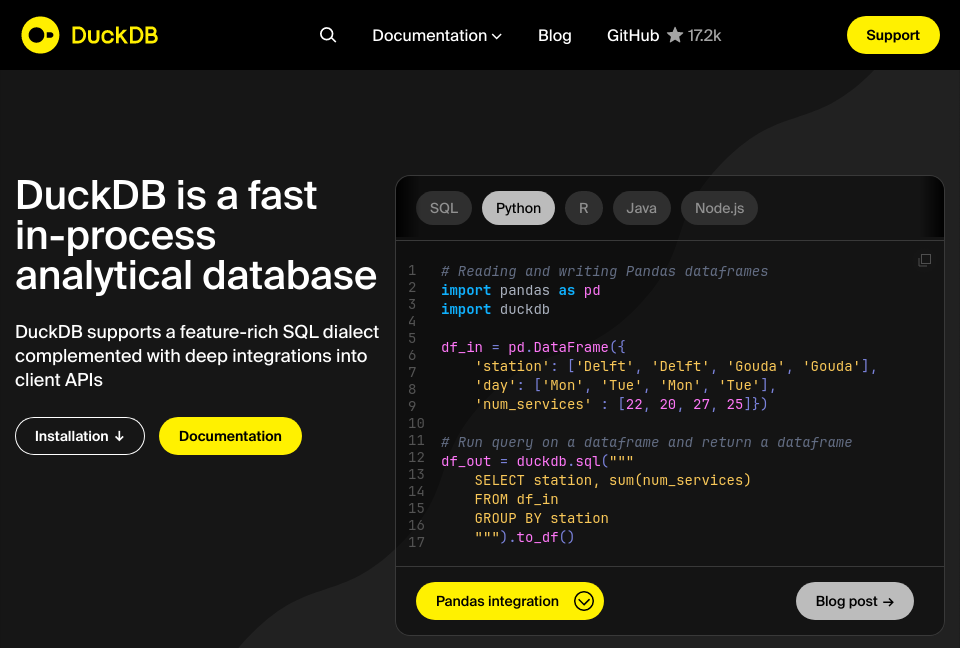 DuckDB
Documentation
Blog
GitHub 17.2k
Support
DuckDB is a fast
in-process
analytical database
DuckDB supports a feature-rich SQL dialect
complemented with deep integrations into
client APIs
Installation ↓
Documentation
SQL
Python
R
Java
Node.js
1
2
3
4
5
6
7
8
9
10
11
12
13
14
15
16
17
# Reading and writing Pandas dataframes
import pandas as pd
import duckdb
df_in = pd.DataFrame({
    'station': ['Delft', 'Delft', 'Gouda', 'Gouda'],
    'day': ['Mon', 'Tue', 'Mon', 'Tue'],
    'num_services' : [22, 20, 27, 25]})
# Run query on a dataframe and return a dataframe
df_out = duckdb.sql("""
    SELECT station, sum(num_services)
    FROM df_in
    GROUP BY station
    """).to_df()
Pandas integration
Blog post →